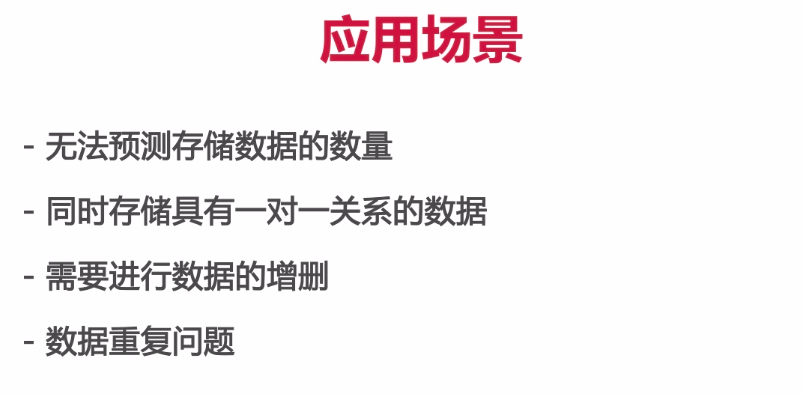 应用场景
- 无法预测存储数据的数量
- 同时存储具有一对一关系的数据
- 需要进行数据的增删
- 数据重复问题